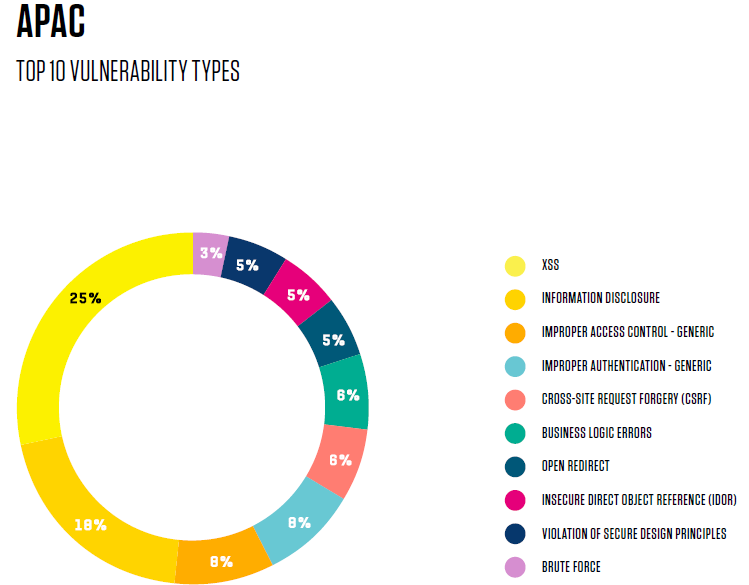 APAC
TOP 10 VULNERABILITY TYPES
3%
5%
5%
5%
6%
6%
8%
8%
18%
25%
XSS
INFORMATION DISCLOSURE
IMPROPER ACCESS CONTROL - GENERIC
IMPROPER AUTHENTICATION - GENERIC
CROSS-SITE REQUEST FORGERY (CSRF)
BUSINESS LOGIC ERRORS
OPEN REDIRECT
INSECURE DIRECT OBJECT REFERENCE (IDOR)
VIOLATION OF SECURE DESIGN PRINCIPLES
BRUTE FORCE